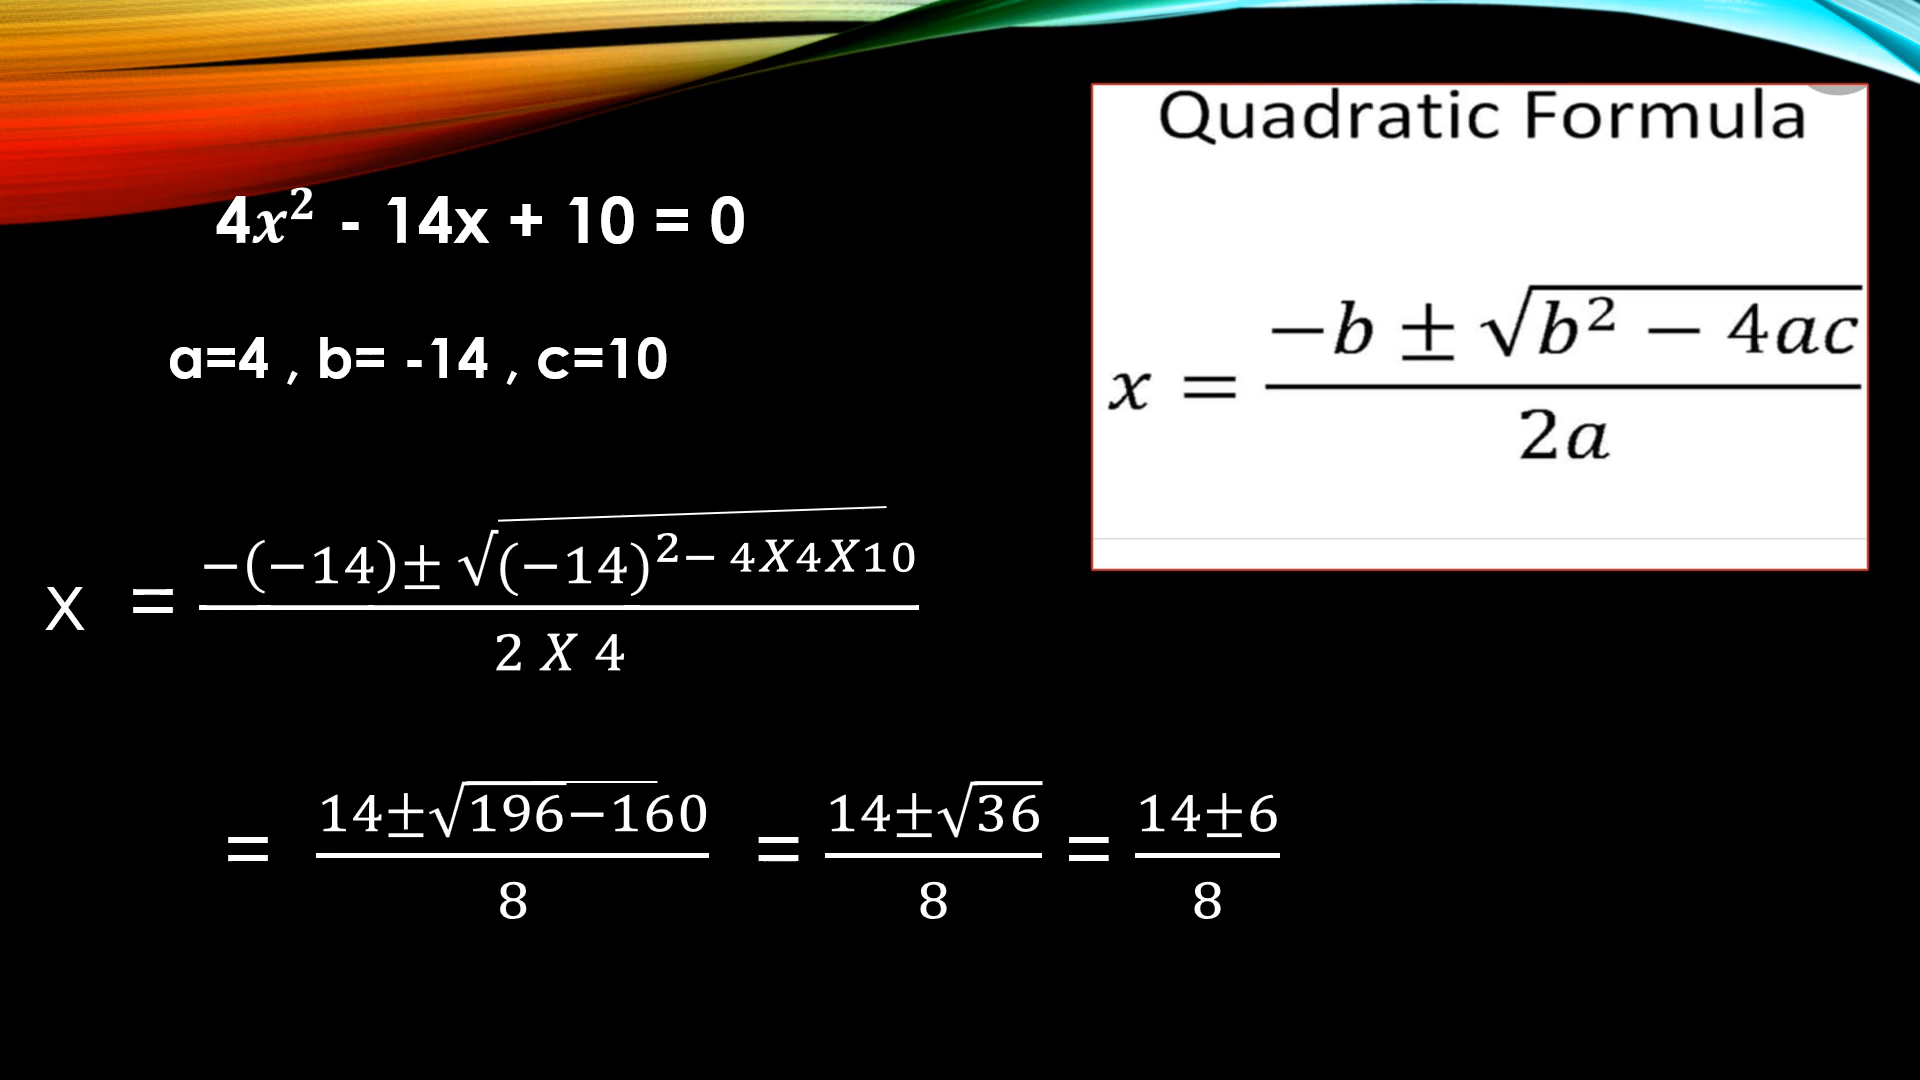 Quadratic Formula
x = −b ± √b² − 4ac / 2a
4x² - 14x + 10 = 0
a=4 , b= -14 , c=10
x = −(−14)± √(−14)²⁻ ⁴ˣ⁴ˣ¹⁰ / 2 X 4
= 14±√196−160 / 8 = 14±√36 / 8 = 14±6 / 8